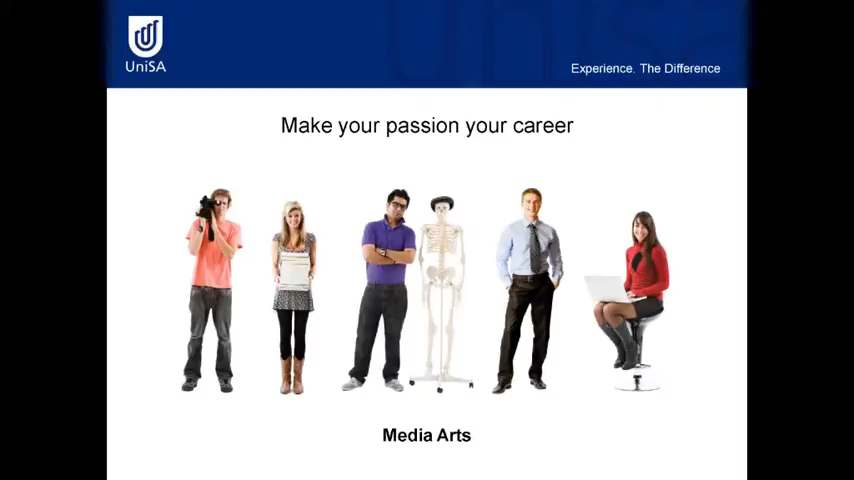 UniSA
Experience. The Difference
Make your passion your career
Media Arts